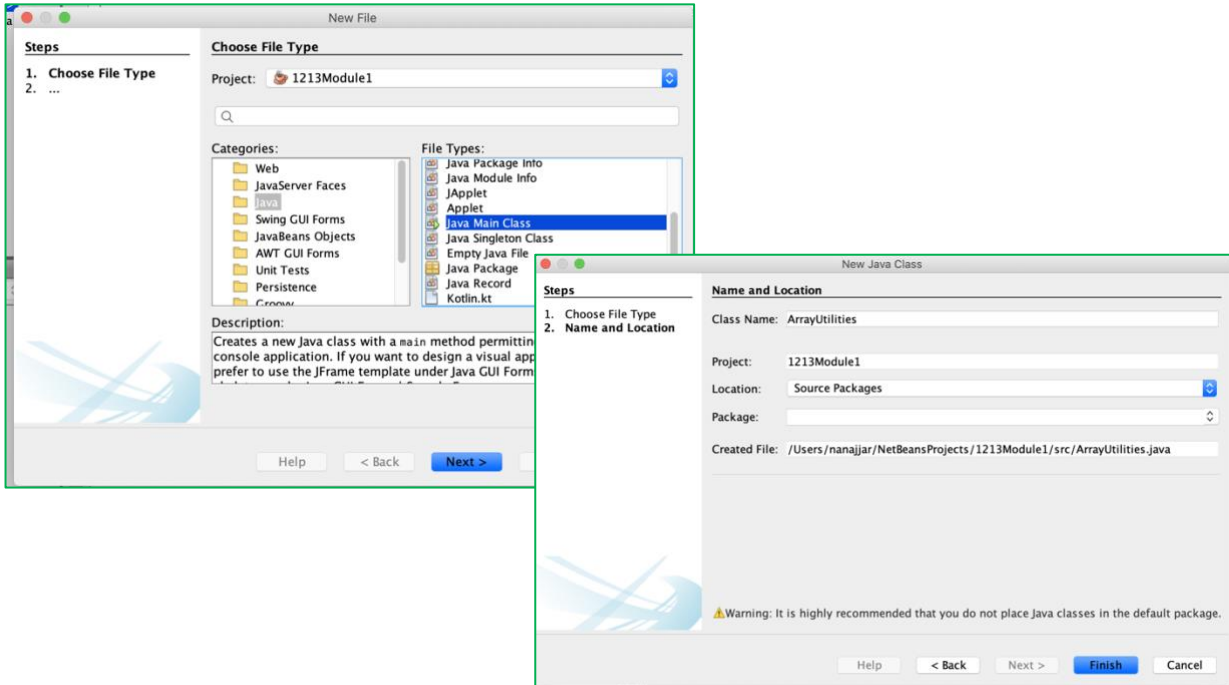 a
New File
Steps
1. Choose File Type
2. ...
Choose File Type
Project: 1213Module1
Categories:
Web
JavaServer Faces
Java
Swing GUI Forms
JavaBeans Objects
AWT GUI Forms
Unit Tests
Persistence
Groovy
File Types:
Java Package Info
Java Module Info
JApplet
Applet
Java Main Class
Java Singleton Class
Empty Java File
Java Package
Java Record
Kotlin.kt
Description:
Creates a new Java class with a main method permittin
console application. If you want to design a visual app
prefer to use the JFrame template under Java GUI Form
Help < Back Next >
New Java Class
Steps
1. Choose File Type
2. Name and Location
Name and Location
Class Name: ArrayUtilities
Project: 1213Module1
Location: Source Packages
Package:
Created File: /Users/nanajjar/NetBeansProjects/1213Module1/src/ArrayUtilities.java
Warning: It is highly recommended that you do not place Java classes in the default package.
Help < Back Next > Finish Cancel